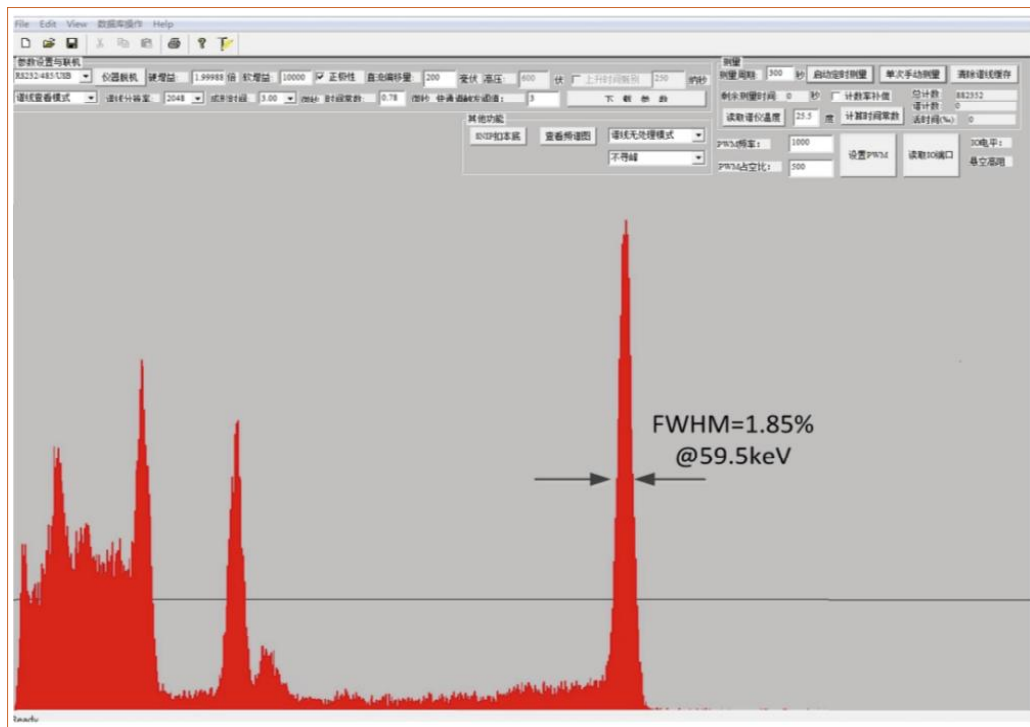 File Edit View 数据库操作 Help
参数设置与联机
RS232/485/USB 仪器脱机 硬增益: 1.99988 倍 软增益: 10000 正极性 直流偏移量: 200 毫伏 高压: 600 伏 上升时间甄别 250 纳秒
谱线查看模式 谱线分辨率: 2048 成形时间: 3.00 微秒 时间常数: 0.78 微秒 快通道触发阈值: 3 下载参数
其他功能
SNIP扣本底 查看频谱图 谱线无处理模式
不寻峰
测量
测量周期 300 秒 启动定时测量 单次手动测量 清除谱线缓存
剩余测量时间: 0 秒 计数率补偿 总计数: 882352
谱计数: 0
读取谱仪温度 25.5 度 计算时间常数 活时间(‰) 0
PWM频率: 1000 设置PWM 读取IO端口 IO电平:
PWM占空比: 500 悬空高阻
FWHM=1.85%
@59.5keV
Ready